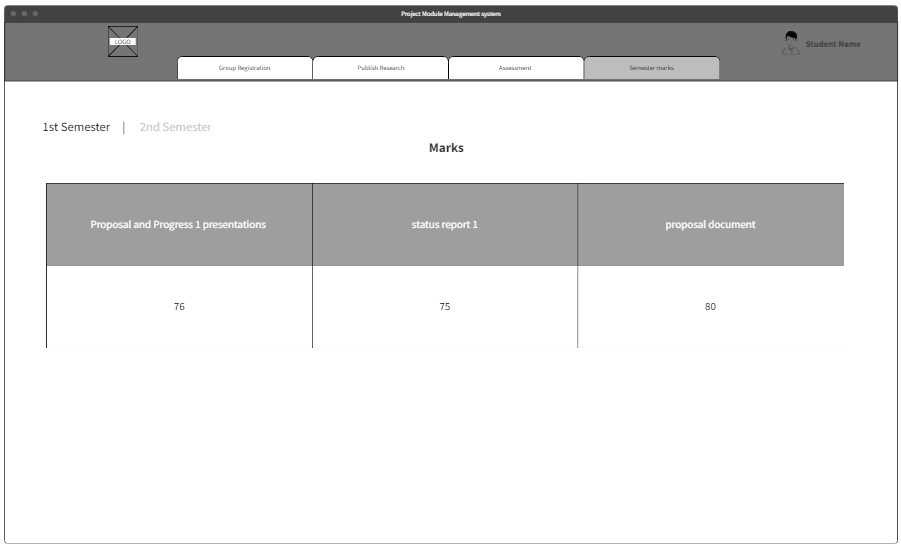 Project Module Management system
LOGO
Student Name
Group Registration
Publish Research
Assessment
Semester marks
1st Semester | 2nd Semester
Marks
Proposal and Progress 1 presentations
status report 1
proposal document
76
75
80